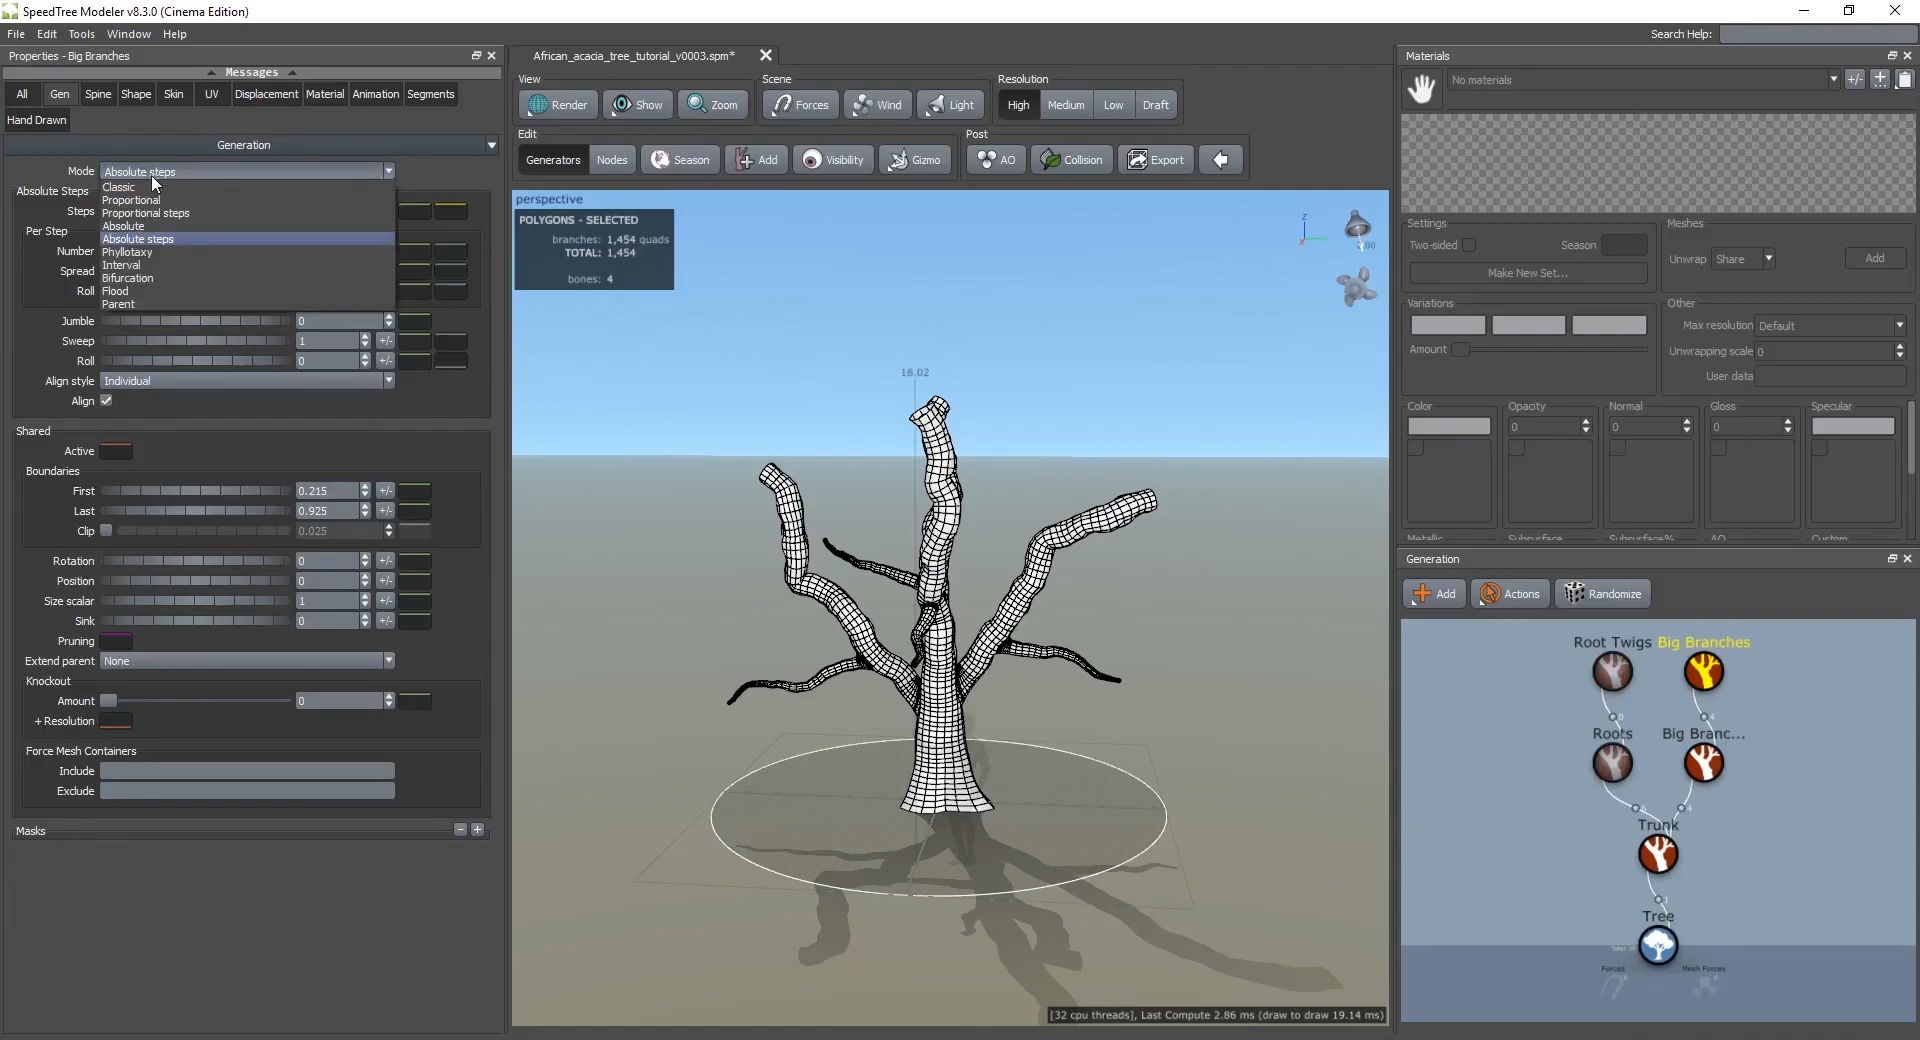 SpeedTree Modeler v8.3.0 (Cinema Edition)
File Edit Tools Window Help
Search Help:
Properties - Big Branches
Messages
All Gen Spine Shape Skin UV Displacement Material Animation Segments
Hand Drawn
Generation
Mode Absolute steps
Classic
Proportional
Proportional steps
Absolute
Absolute steps
Phyllotaxy
Interval
Bifurcation
Flood
Parent
Absolute Steps
Steps
Per Step
Number
Spread
Roll
Jumble 0
Sweep 1 +/-
Roll 0 +/-
Align style Individual
Align
Shared
Active
Boundaries
First 0.215 +/-
Last 0.925 +/-
Clip 0.025
Rotation 0 +/-
Position 0 +/-
Size scalar 1 +/-
Sink 0 +/-
Pruning
Extend parent None
Knockout
Amount 0
+ Resolution
Force Mesh Containers
Include
Exclude
Masks - +
African_acacia_tree_tutorial_v0003.spm*
View Scene Resolution
Render Show Zoom Forces Wind Light High Medium Low Draft
Edit Post
Generators Nodes Season Add Visibility Gizmo AO Collision Export
perspective
POLYGONS - SELECTED
branches: 1,454 quads
TOTAL: 1,454
bones: 4
z
x
18.02
[32 cpu threads], Last Compute 2.86 ms (draw to draw 19.14 ms)
Materials
No materials +/-
Settings
Two-sided Season
Make New Set...
Meshes
Unwrap Share Add
Variations
Amount
Other
Max resolution Default
Unwrapping scale 0
User data
Color Opacity Normal Gloss Specular
0 0 0
Metallic Subsurface Subsurface% AO Custom
Generation
Add Actions Randomize
Root Twigs Big Branches
0 4
Roots Big Branc...
4
Trunk
1
Tree
Forces Mesh Forces